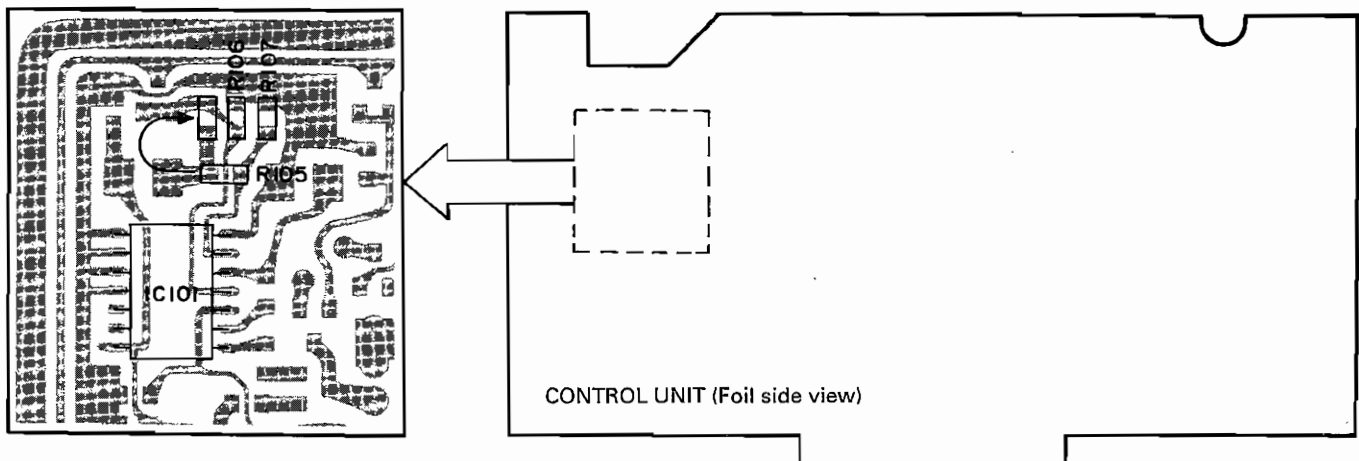 R106
R107
R105
IC101
CONTROL UNIT (Foil side view)